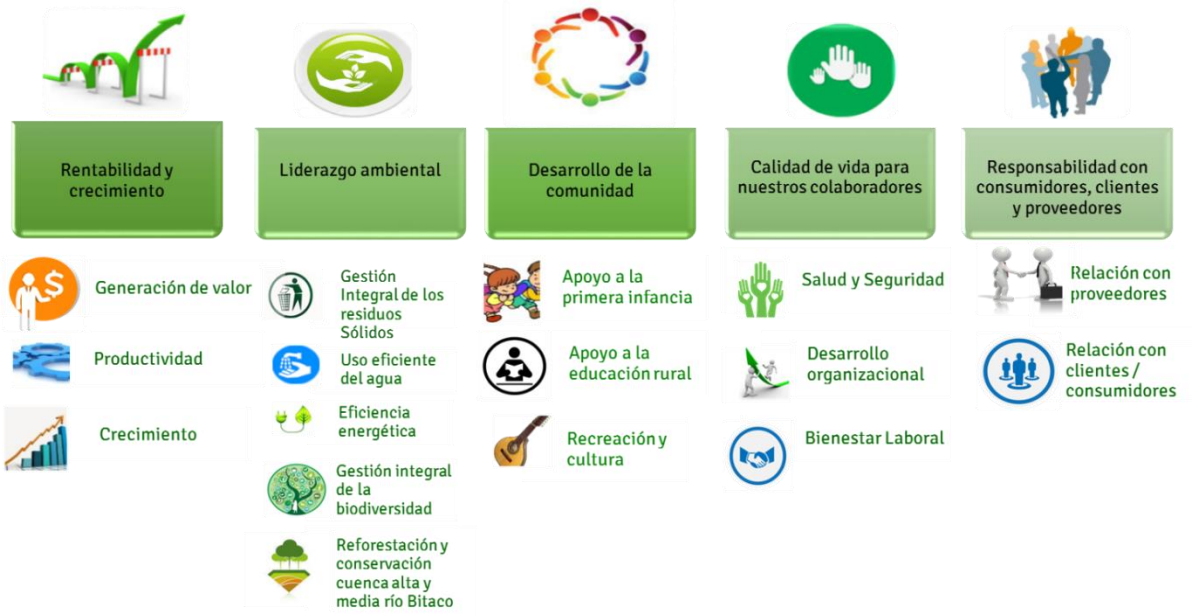 Rentabilidad y
crecimiento
Liderazgo ambiental
Desarrollo de la
comunidad
Calidad de vida para
nuestros colaboradores
Responsabilidad con
consumidores, clientes
y proveedores
Generación de valor
Productividad
Crecimiento
Gestión
Integral de los
residuos
Sólidos
Uso eficiente
del agua
Eficiencia
energética
Gestión integral
de la
biodiversidad
Reforestación y
conservación
cuenca alta y
media río Bitaco
Apoyo a la
primera infancia
Apoyo a la
educación rural
Recreación y
cultura
Salud y Seguridad
Desarrollo
organizacional
Bienestar Laboral
Relación con
proveedores
Relación con
clientes /
consumidores